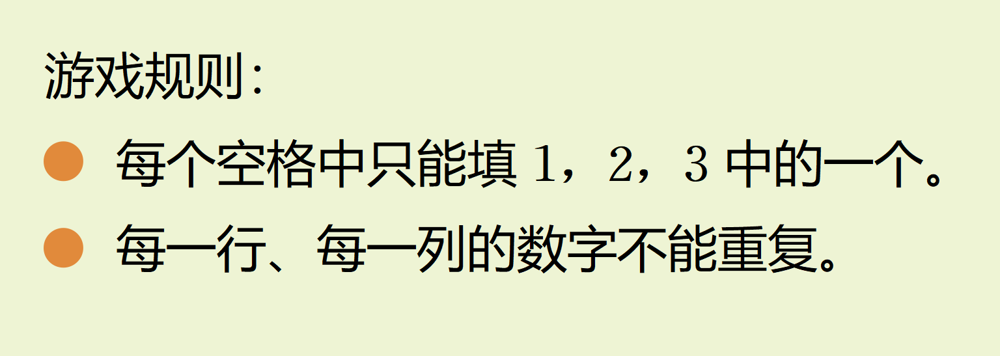 游戏规则：
● 每个空格中只能填 1，2，3 中的一个。
● 每一行、每一列的数字不能重复。